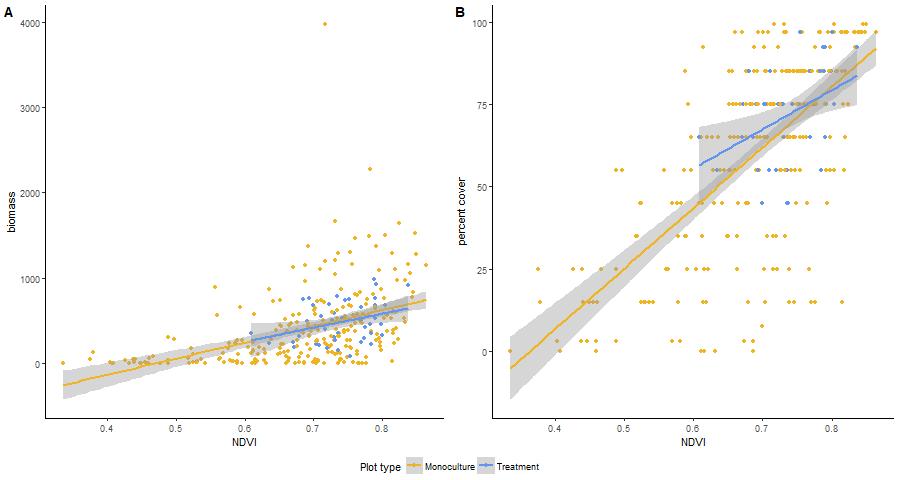 A
biomass
4000
3000
2000
1000
0
0.4 0.5 0.6 0.7 0.8
NDVI
B
percent cover
100
75
50
25
0
0.4 0.5 0.6 0.7 0.8
NDVI
Plot type Monoculture Treatment